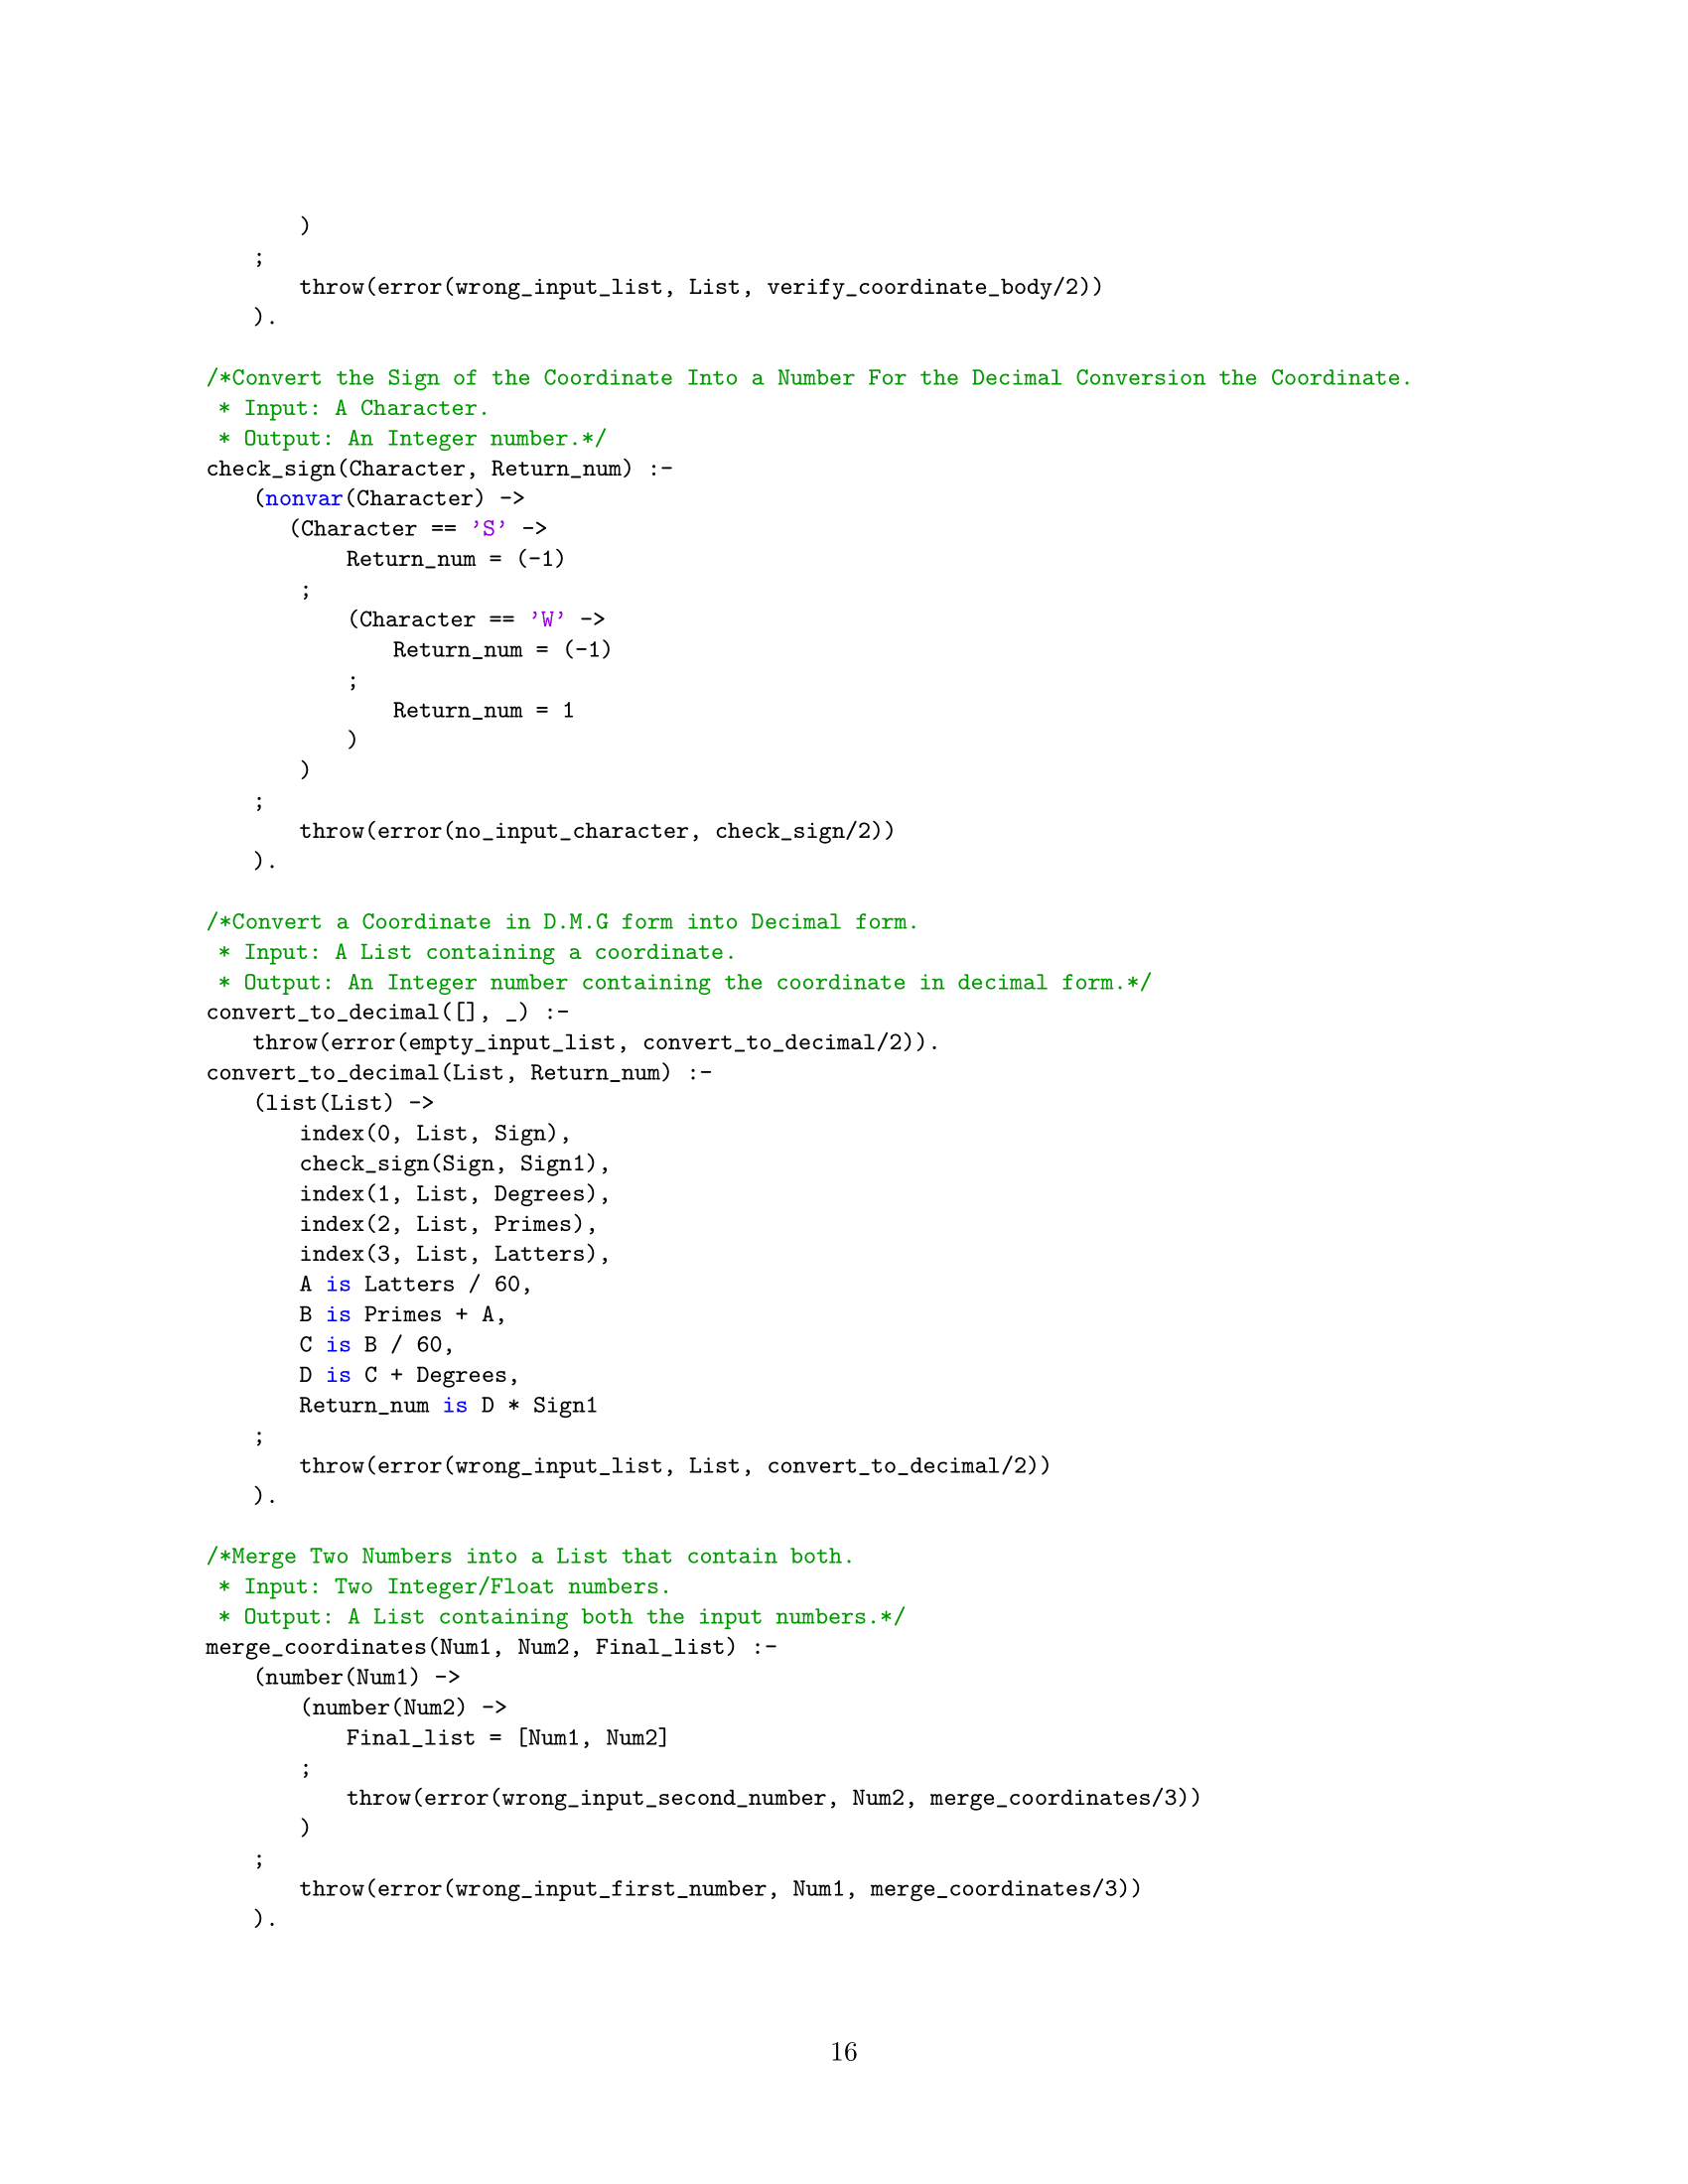 )
;
throw(error(wrong_input_list, List, verify_coordinate_body/2))
).
/*Convert the Sign of the Coordinate Into a Number For the Decimal Conversion the Coordinate.
* Input: A Character.
* Output: An Integer number.*/
check_sign(Character, Return_num) :-
(nonvar(Character) ->
(Character == 'S' ->
Return_num = (-1)
;
(Character == 'W' ->
Return_num = (-1)
;
Return_num = 1
)
)
;
throw(error(no_input_character, check_sign/2))
).
/*Convert a Coordinate in D.M.G form into Decimal form.
* Input: A List containing a coordinate.
* Output: An Integer number containing the coordinate in decimal form.*/
convert_to_decimal([], _) :-
throw(error(empty_input_list, convert_to_decimal/2)).
convert_to_decimal(List, Return_num) :-
(list(List) ->
index(0, List, Sign),
check_sign(Sign, Sign1),
index(1, List, Degrees),
index(2, List, Primes),
index(3, List, Latters),
A is Latters / 60,
B is Primes + A,
C is B / 60,
D is C + Degrees,
Return_num is D * Sign1
;
throw(error(wrong_input_list, List, convert_to_decimal/2))
).
/*Merge Two Numbers into a List that contain both.
* Input: Two Integer/Float numbers.
* Output: A List containing both the input numbers.*/
merge_coordinates(Num1, Num2, Final_list) :-
(number(Num1) ->
(number(Num2) ->
Final_list = [Num1, Num2]
;
throw(error(wrong_input_second_number, Num2, merge_coordinates/3))
)
;
throw(error(wrong_input_first_number, Num1, merge_coordinates/3))
).
16